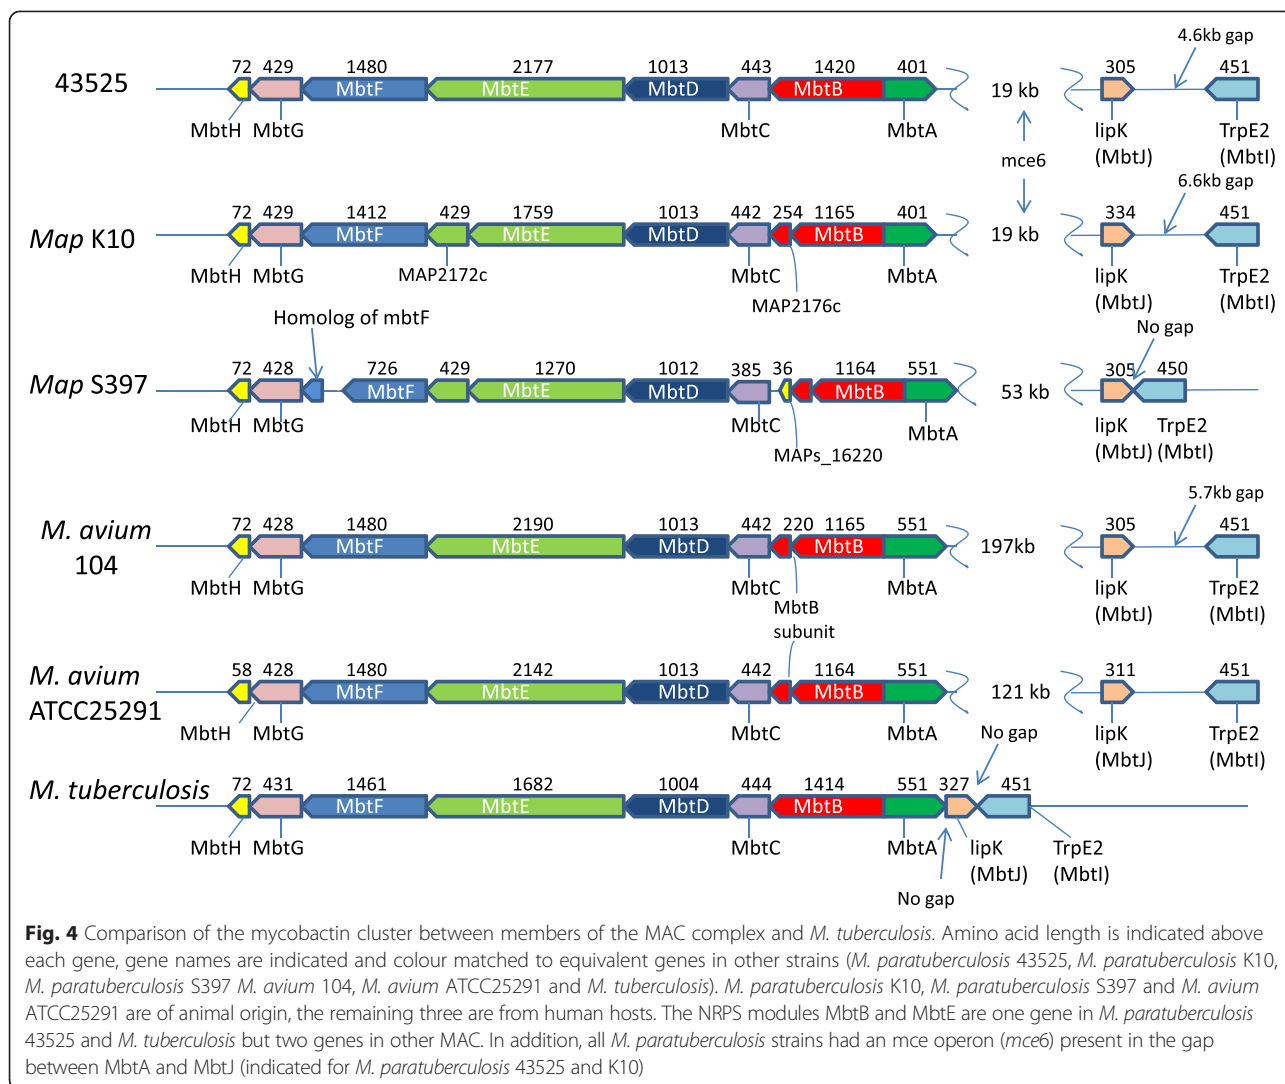 4.6kb gap
43525
72 429 1480 2177 1013 443 1420 401 305 451
MbtF MbtE MbtD MbtB 19 kb
MbtH MbtG MbtC MbtA lipK (MbtJ) TrpE2 (MbtI)
mce6
6.6kb gap
Map K10
72 429 1412 429 1759 1013 442 254 1165 401 334 451
MbtF MbtE MbtD MbtB 19 kb
MbtH MbtG MAP2172c MbtC MbtA lipK (MbtJ) TrpE2 (MbtI)
MAP2176c
Homolog of mbtF No gap
Map S397
72 428 726 429 1270 1012 385 36 1164 551 305 450
MbtF MbtE MbtD MbtB 53 kb
MbtH MbtG MbtC MbtA lipK (MbtJ) TrpE2 (MbtI)
MAPs_16220
5.7kb gap
M. avium 104
72 428 1480 2190 1013 442 220 1165 551 305 451
MbtF MbtE MbtD MbtB 197kb
MbtH MbtG MbtC MbtA lipK (MbtJ) TrpE2 (MbtI)
MbtB subunit
M. avium ATCC25291
58 428 1480 2142 1013 442 1164 551 311 451
MbtF MbtE MbtD MbtB 121 kb
MbtH MbtG MbtC MbtA lipK (MbtJ) TrpE2 (MbtI)
No gap
M. tuberculosis
72 431 1461 1682 1004 444 1414 551 327 451
MbtF MbtE MbtD MbtB
MbtH MbtG MbtC MbtA lipK (MbtJ) TrpE2 (MbtI)
No gap
Fig. 4 Comparison of the mycobactin cluster between members of the MAC complex and M. tuberculosis. Amino acid length is indicated above
each gene, gene names are indicated and colour matched to equivalent genes in other strains (M. paratuberculosis 43525, M. paratuberculosis K10,
M. paratuberculosis S397 M. avium 104, M. avium ATCC25291 and M. tuberculosis). M. paratuberculosis K10, M. paratuberculosis S397 and M. avium
ATCC25291 are of animal origin, the remaining three are from human hosts. The NRPS modules MbtB and MbtE are one gene in M. paratuberculosis
43525 and M. tuberculosis but two genes in other MAC. In addition, all M. paratuberculosis strains had an mce operon (mce6) present in the gap
between MbtA and MbtJ (indicated for M. paratuberculosis 43525 and K10)